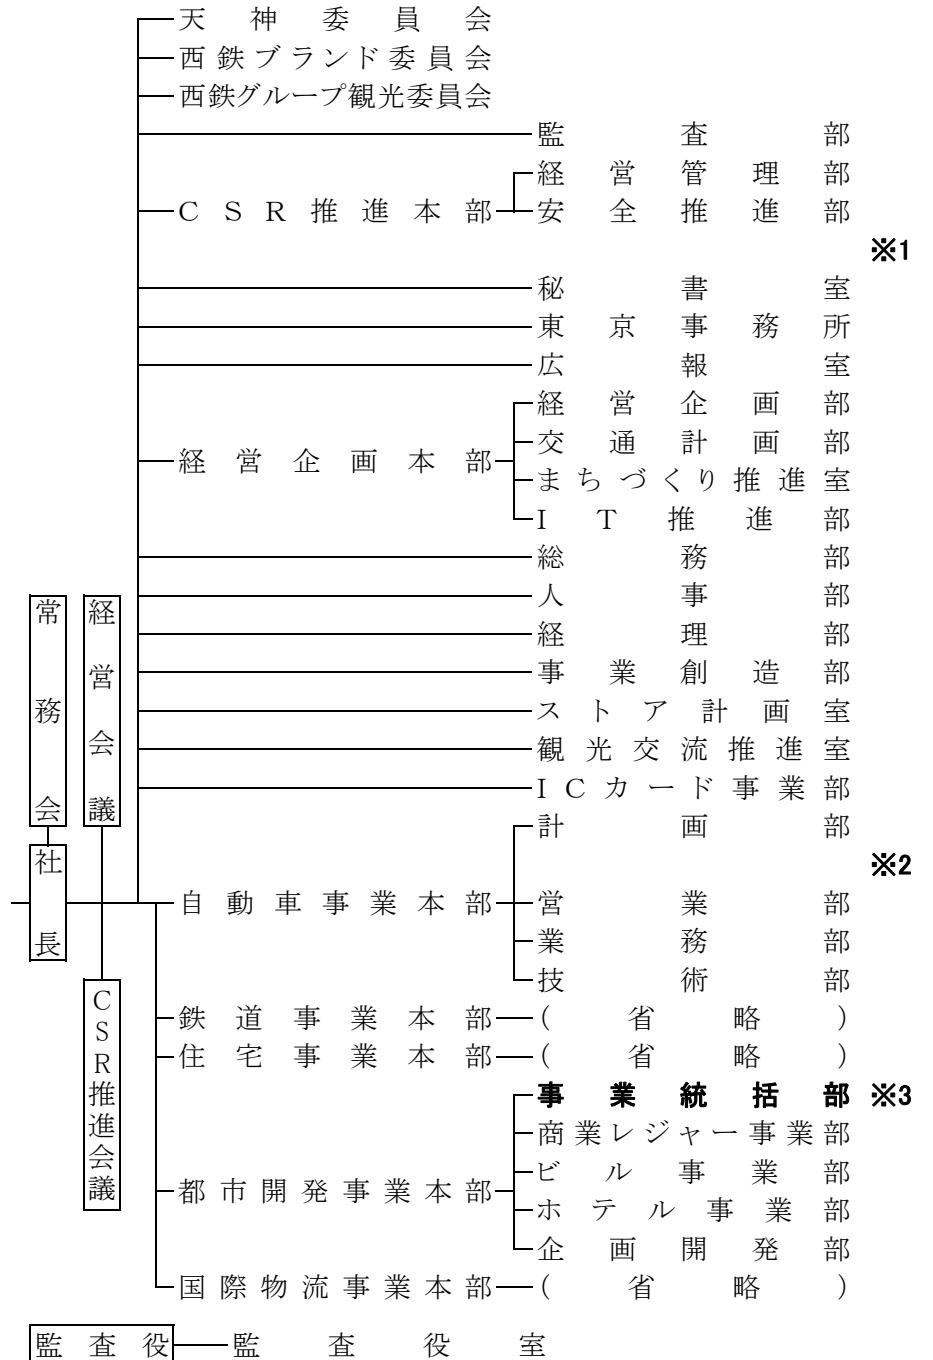 天神委員会
西鉄ブランド委員会
西鉄グループ観光委員会
監査部
経営管理部
CSR推進本部
安全推進部
※1
秘書室
東京事務所
広報室
経営企画部
交通計画部
経営企画本部
まちづくり推進室
IT推進部
総務部
人事部
経理部
事業創造部
ストア計画室
観光交流推進室
ICカード事業部
常務会
経営会議
社長
CSR推進会議
計画部
※2
自動車事業本部
営業部
業務部
技術部
鉄道事業本部
(省略)
住宅事業本部
(省略)
事業統括部 ※3
商業レジャー事業部
ビル事業部
都市開発事業本部
ホテル事業部
企画開発部
国際物流事業本部
(省略)
監査役
監査役室